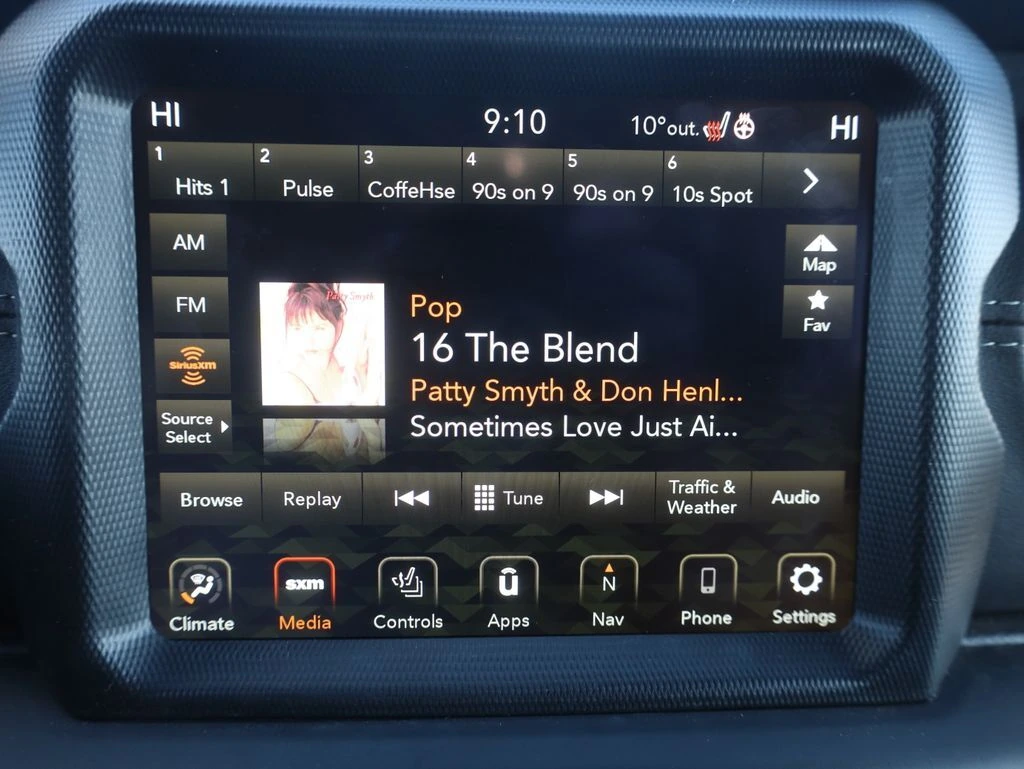 HI 9:10 10°out. HI
1 2 3 4 5 6
Hits 1 Pulse CoffeHse 90s on 9 90s on 9 10s Spot
AM
FM
SiriusXM
Source
Select
Patty Smyth
Pop
16 The Blend
Patty Smyth & Don Henl...
Sometimes Love Just Ai...
Map
Fav
Browse Replay Tune Traffic &
Weather Audio
sxm ū N
Climate Media Controls Apps Nav Phone Settings